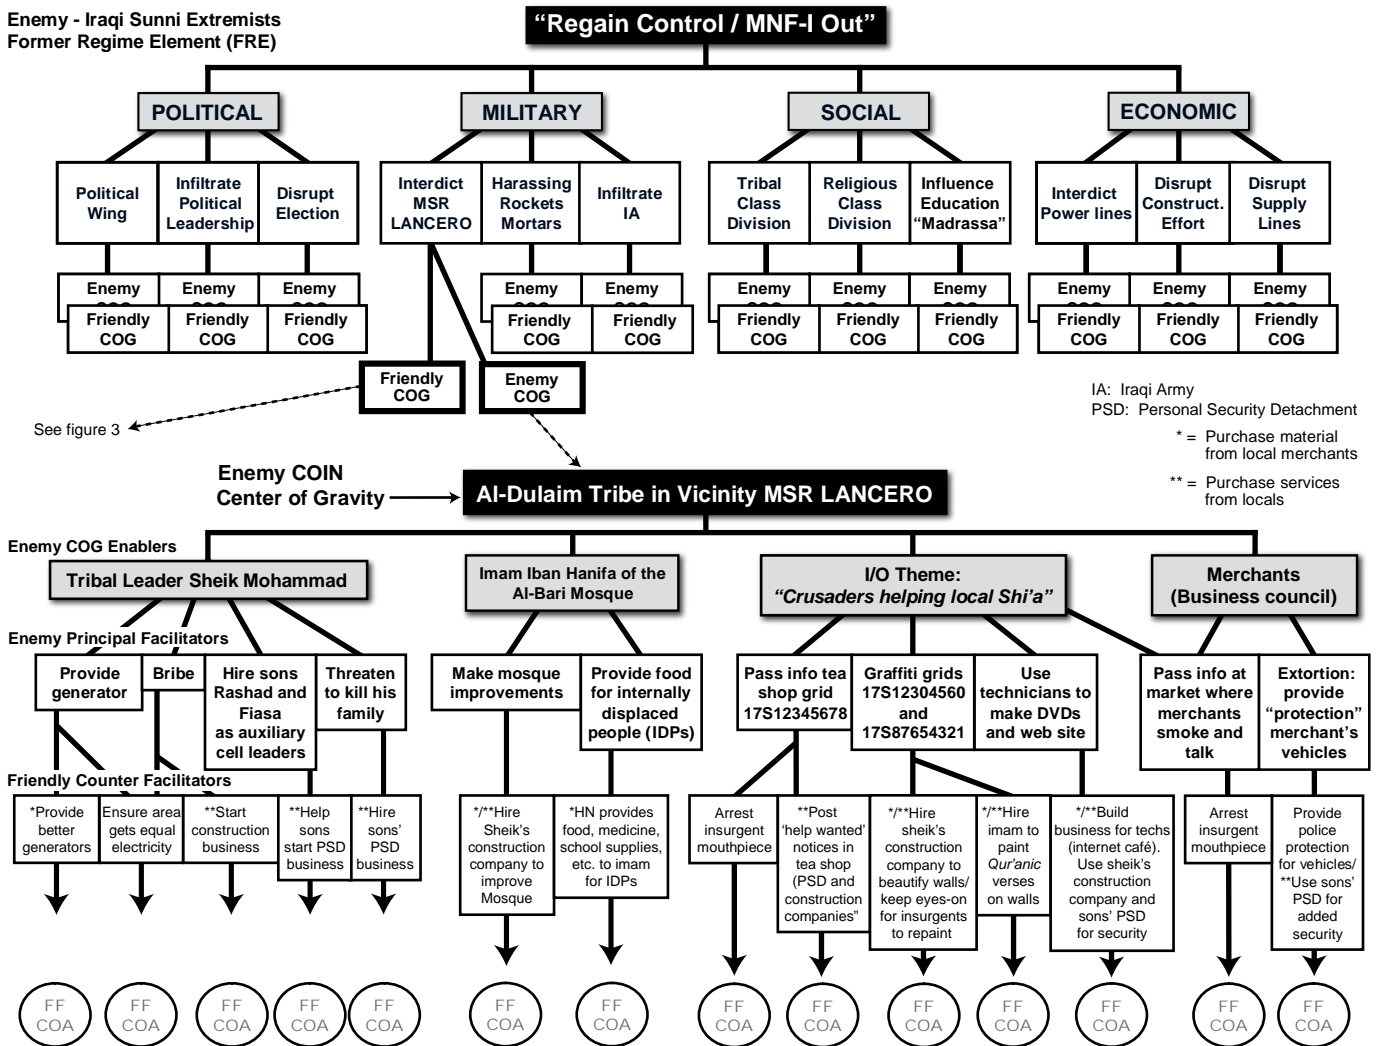 Enemy - Iraqi Sunni Extremists
Former Regime Element (FRE)
“Regain Control / MNF-I Out”
POLITICAL
MILITARY
SOCIAL
ECONOMIC
Political
Wing
Infiltrate
Political
Leadership
Disrupt
Election
Interdict
MSR
LANCERO
Harassing
Rockets
Mortars
Infiltrate
IA
Tribal
Class
Division
Religious
Class
Division
Influence
Education
“Madrassa”
Interdict
Power lines
Disrupt
Construct.
Effort
Disrupt
Supply
Lines
Enemy
COG
Enemy
COG
Enemy
COG
Enemy
COG
Enemy
COG
Enemy
COG
Enemy
COG
Enemy
COG
Enemy
COG
Enemy
COG
Enemy
COG
Friendly
COG
Friendly
COG
Friendly
COG
Friendly
COG
Friendly
COG
Friendly
COG
Friendly
COG
Friendly
COG
Friendly
COG
Friendly
COG
Friendly
COG
Friendly
COG
Enemy
COG
See figure 3
IA: Iraqi Army
PSD: Personal Security Detachment
* = Purchase material
from local merchants
** = Purchase services
from locals
Enemy COIN
Center of Gravity
Al-Dulaim Tribe in Vicinity MSR LANCERO
Enemy COG Enablers
Tribal Leader Sheik Mohammad
Imam Iban Hanifa of the
Al-Bari Mosque
I/O Theme:
“Crusaders helping local Shi’a”
Merchants
(Business council)
Enemy Principal Facilitators
Provide
generator
Bribe
Hire sons
Rashad and
Fiasa
as auxiliary
cell leaders
Threaten
to kill his
family
Make mosque
improvements
Provide food
for internally
displaced
people (IDPs)
Pass info tea
shop grid
17S12345678
Graffiti grids
17S12304560
and
17S87654321
Use
technicians to
make DVDs
and web site
Pass info at
market where
merchants
smoke and
talk
Extortion:
provide
“protection”
merchant’s
vehicles
Friendly Counter Facilitators
*Provide
better
generators
Ensure area
gets equal
electricity
**Start
construction
business
**Help
sons
start PSD
business
**Hire
sons’
PSD
business
*/**Hire
Sheik’s
construction
company to
improve
Mosque
*HN provides
food, medicine,
school supplies,
etc. to imam
for IDPs
Arrest
insurgent
mouthpiece
**Post
‘help wanted’
notices in
tea shop
(PSD and
construction
companies”
*/**Hire
sheik’s
construction
company to
beautify walls/
keep eyes-on
for insurgents
to repaint
*/**Hire
imam to
paint
Qur’anic
verses
on walls
*/**Build
business for techs
(internet café).
Use sheik’s
construction
company and
sons’ PSD
for security
Arrest
insurgent
mouthpiece
Provide
police
protection
for vehicles/
**Use sons’
PSD for
added
security
FF
COA
FF
COA
FF
COA
FF
COA
FF
COA
FF
COA
FF
COA
FF
COA
FF
COA
FF
COA
FF
COA
FF
COA
FF
COA
FF
COA